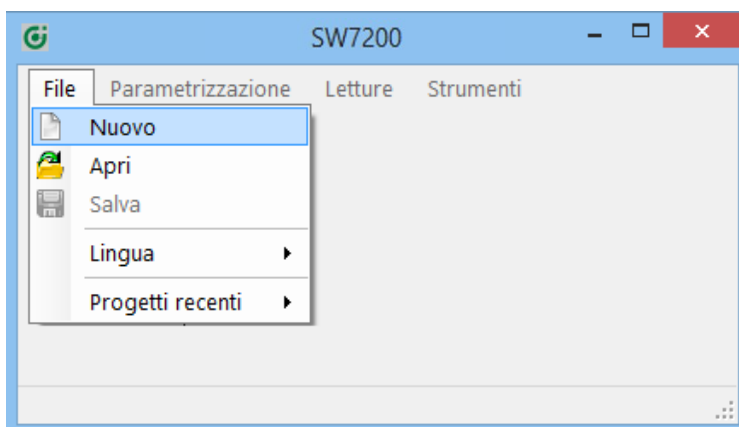 SW7200
File Parametrizzazione Letture Strumenti
Nuovo
Apri
Salva
Lingua
Progetti recenti